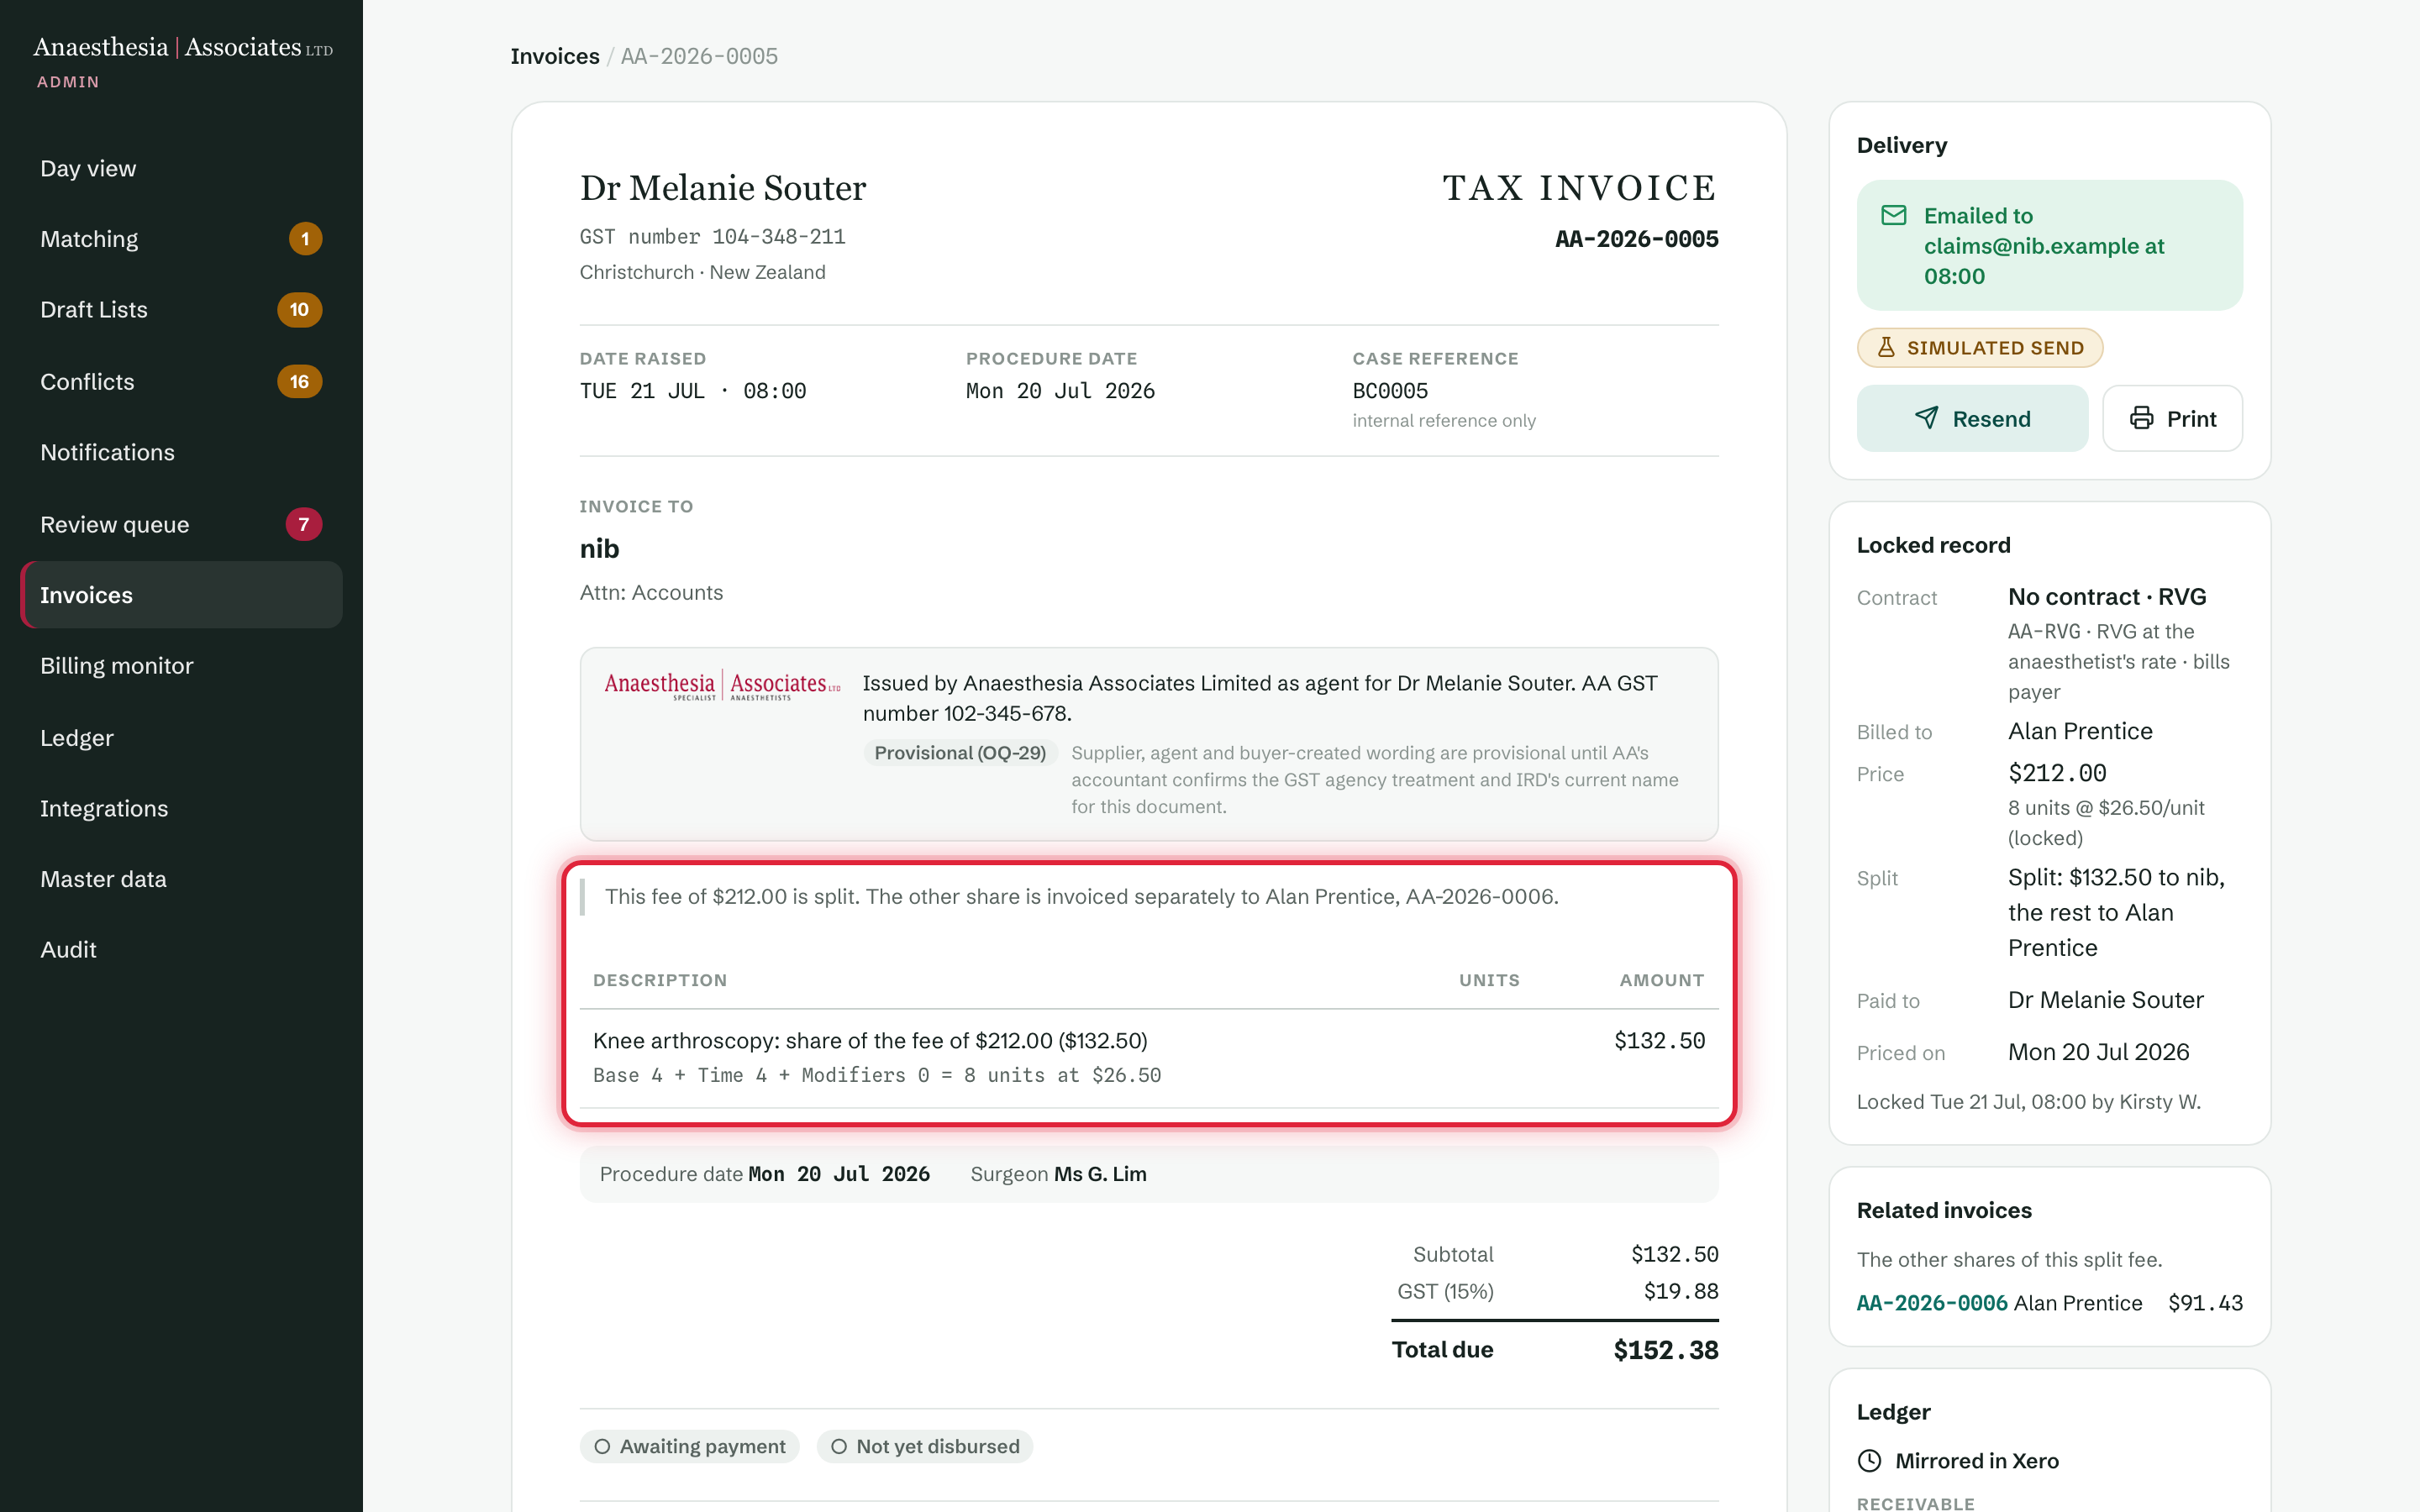 Anaesthesia | Associates LTD
ADMIN
Day view
Matching 1
Draft Lists 10
Conflicts 16
Notifications
Review queue 7
Invoices
Billing monitor
Ledger
Integrations
Master data
Audit
Invoices / AA-2026-0005
Dr Melanie Souter
TAX INVOICE
GST number 104-348-211
AA-2026-0005
Christchurch · New Zealand
DATE RAISED
PROCEDURE DATE
CASE REFERENCE
TUE 21 JUL · 08:00
Mon 20 Jul 2026
BC0005
internal reference only
INVOICE TO
nib
Attn: Accounts
Anaesthesia | Associates LTD
SPECIALIST ANAESTHETISTS
Issued by Anaesthesia Associates Limited as agent for Dr Melanie Souter. AA GST
number 102-345-678.
Provisional (OQ-29)
Supplier, agent and buyer-created wording are provisional until AA's
accountant confirms the GST agency treatment and IRD's current name
for this document.
This fee of $212.00 is split. The other share is invoiced separately to Alan Prentice, AA-2026-0006.
DESCRIPTION UNITS AMOUNT
Knee arthroscopy: share of the fee of $212.00 ($132.50) $132.50
Base 4 + Time 4 + Modifiers 0 = 8 units at $26.50
Procedure date Mon 20 Jul 2026 Surgeon Ms G. Lim
Subtotal $132.50
GST (15%) $19.88
Total due $152.38
Awaiting payment
Not yet disbursed
Delivery
Emailed to
claims@nib.example at
08:00
SIMULATED SEND
Resend
Print
Locked record
Contract No contract · RVG
AA-RVG · RVG at the
anaesthetist's rate · bills
payer
Billed to Alan Prentice
Price $212.00
8 units @ $26.50/unit
(locked)
Split Split: $132.50 to nib,
the rest to Alan
Prentice
Paid to Dr Melanie Souter
Priced on Mon 20 Jul 2026
Locked Tue 21 Jul, 08:00 by Kirsty W.
Related invoices
The other shares of this split fee.
AA-2026-0006 Alan Prentice $91.43
Ledger
Mirrored in Xero
RECEIVABLE